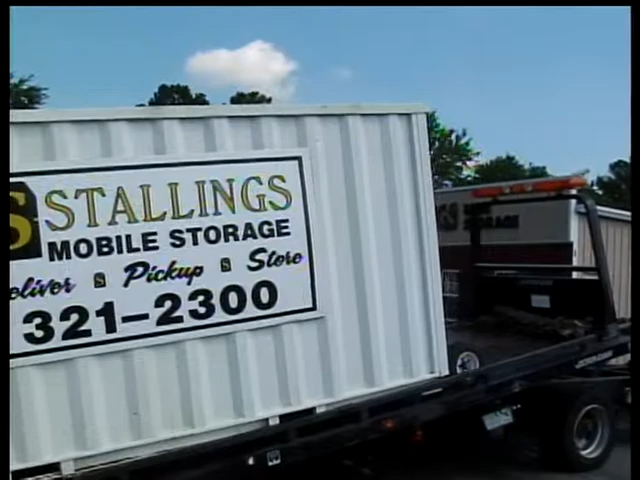 S STALLINGS
MOBILE STORAGE
eliver S Pickup S Store
321-2300